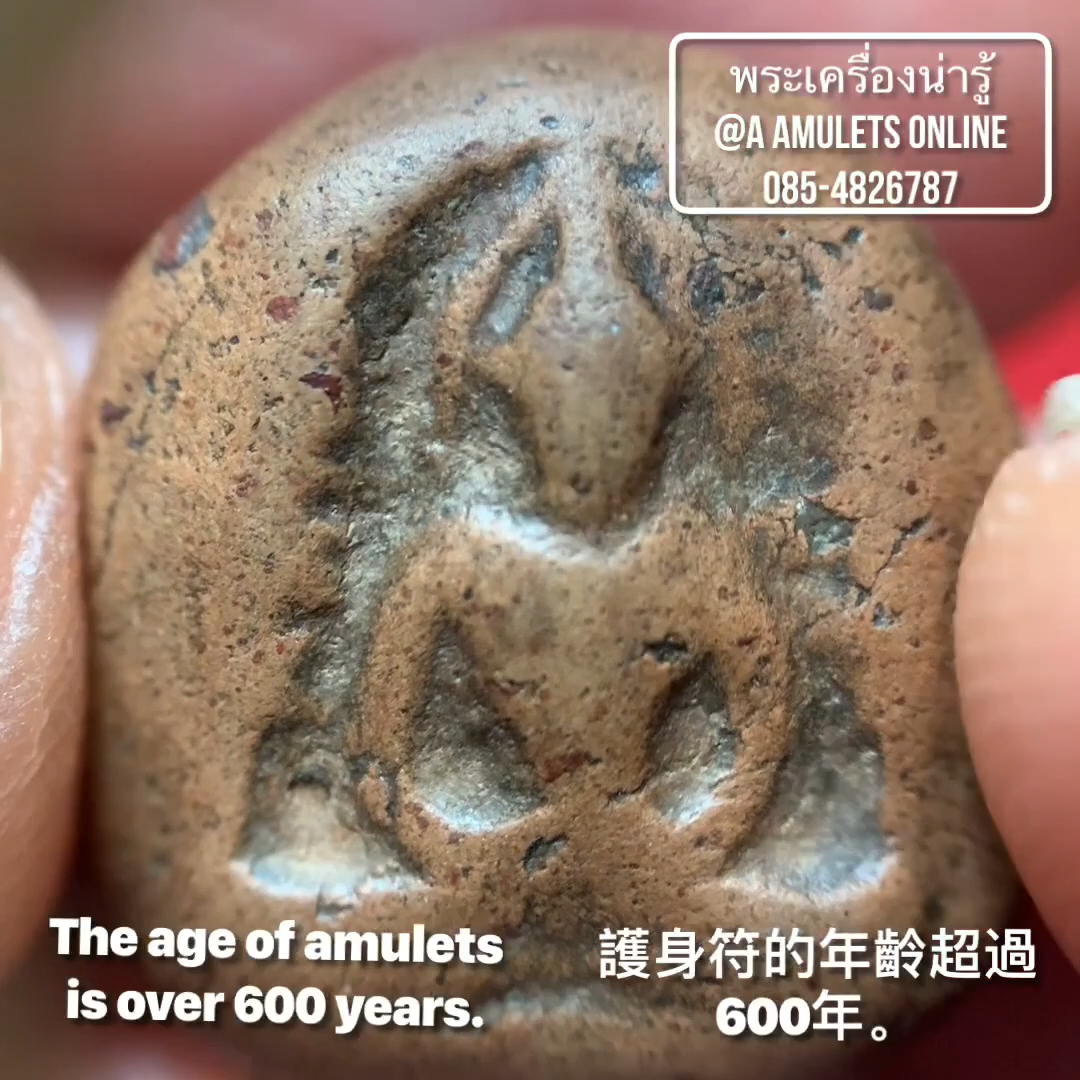 พระเครื่องน่ารู้
@A AMULETS ONLINE
085-4826787
The age of amulets
is over 600 years.
護身符的年齡超過
600年。